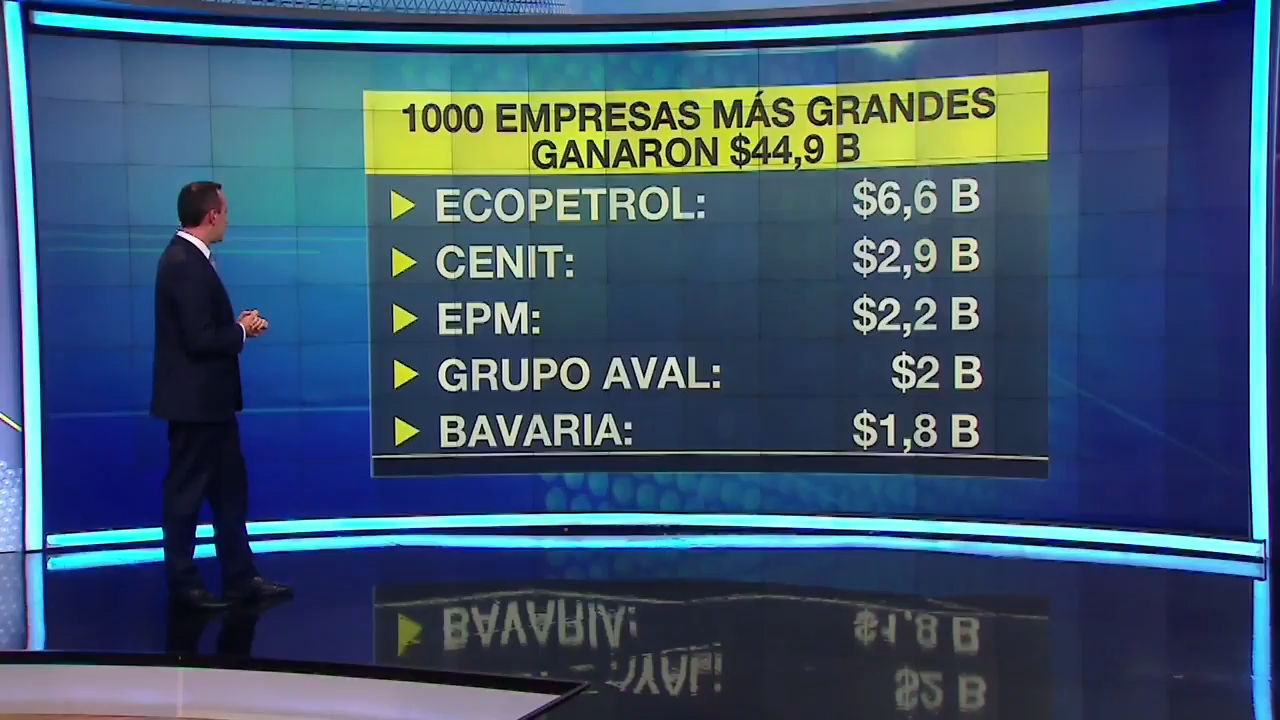 1000 EMPRESAS MÁS GRANDES
GANARON $44,9 B
ECOPETROL: $6,6 B
CENIT: $2,9 B
EPM: $2,2 B
GRUPO AVAL: $2 B
BAVARIA: $1,8 B